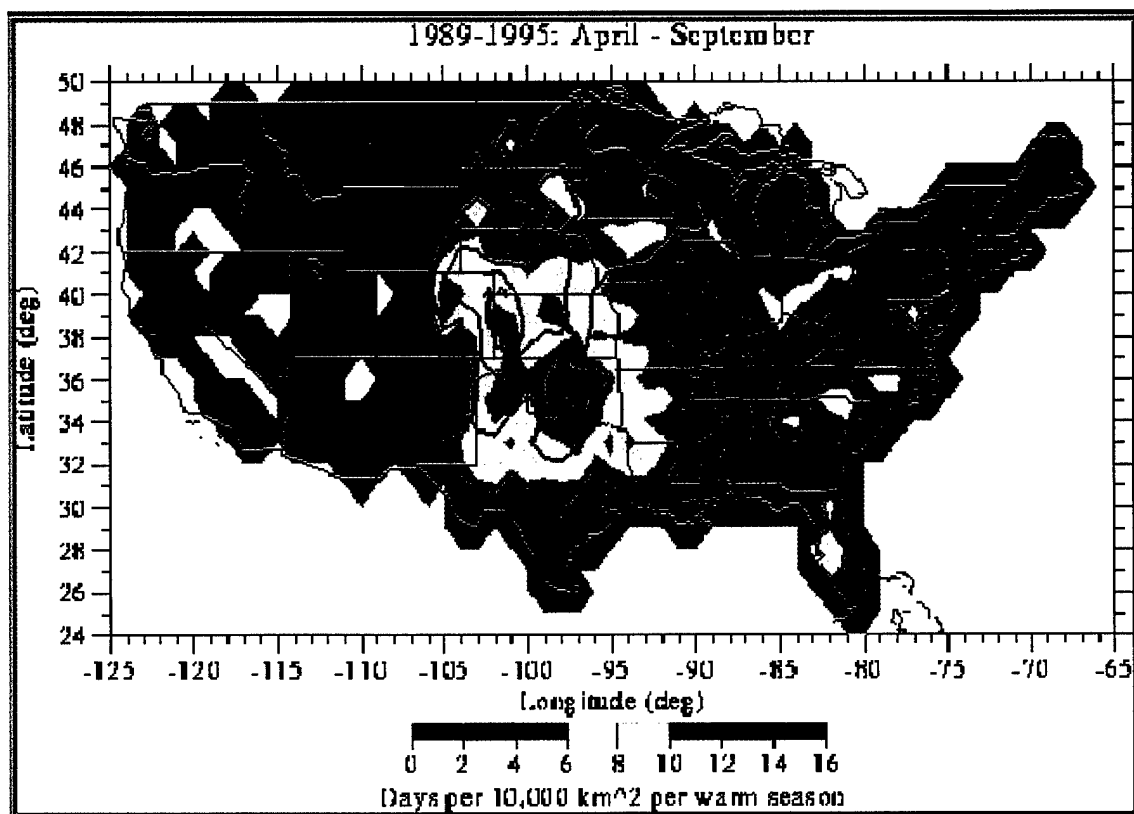 1989-1995: April - September
50
48
46
44
42
40
38
36
34
32
30
28
26
24
Latitude (deg)
-125 -120 -115 -110 -105 -100 -95 -90 -85 -80 -75 -70 -65
Longitude (deg)
0 2 4 6 8 10 12 14 16
Days per 10,000 km^2 per warm season